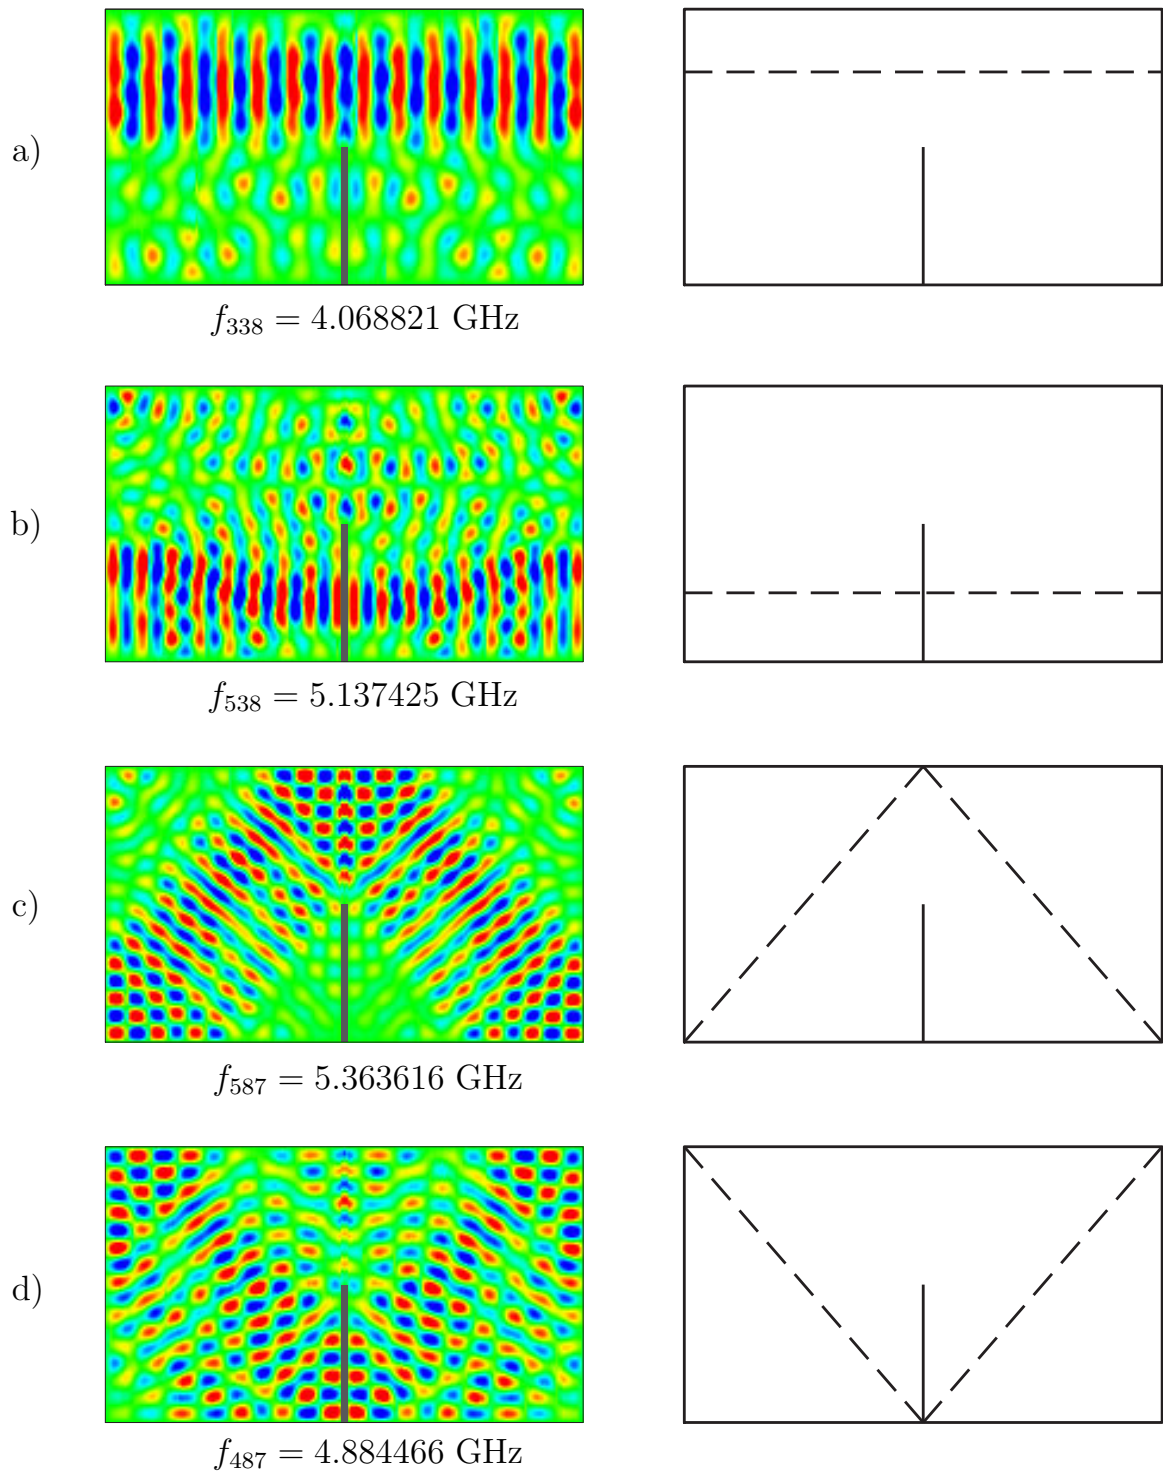 a)
f₃₃₈ = 4.068821 GHz
b)
f₅₃₈ = 5.137425 GHz
c)
f₅₈₇ = 5.363616 GHz
d)
f₄₈₇ = 4.884466 GHz